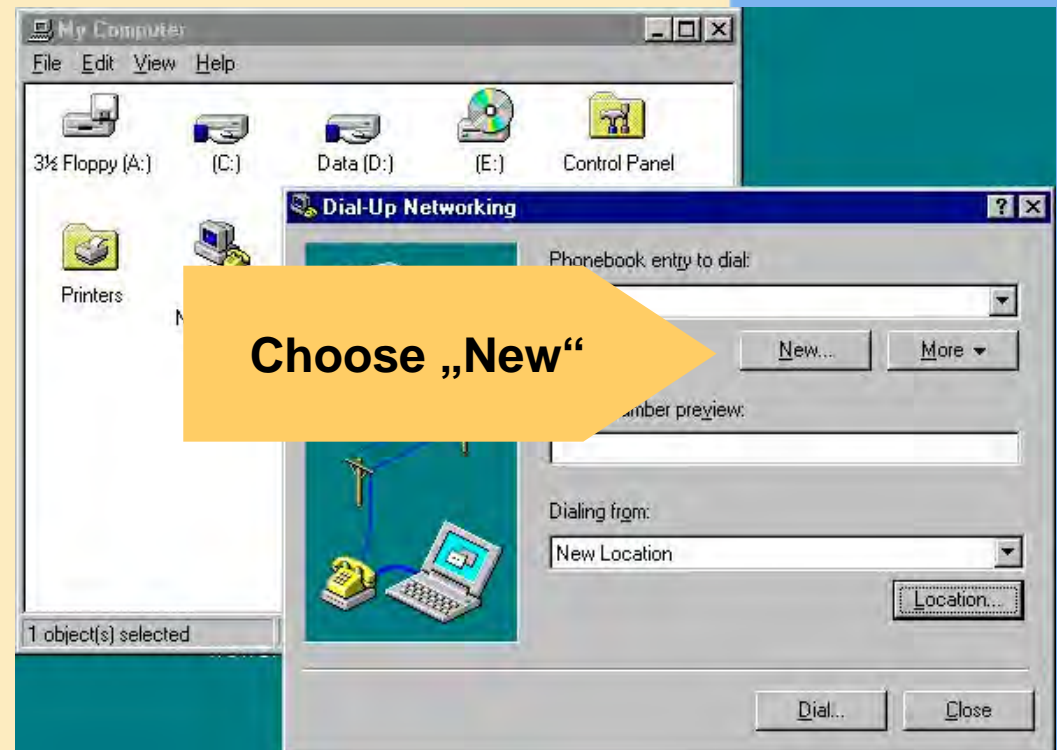 My Computer
File Edit View Help
3½ Floppy (A:) (C:) Data (D:) (E:) Control Panel
Dial-Up Networking
Printers
Phonebook entry to dial:
Choose „New“
New... More
mber preview:
Dialing from:
New Location
Location...
1 object(s) selected
Dial... Close